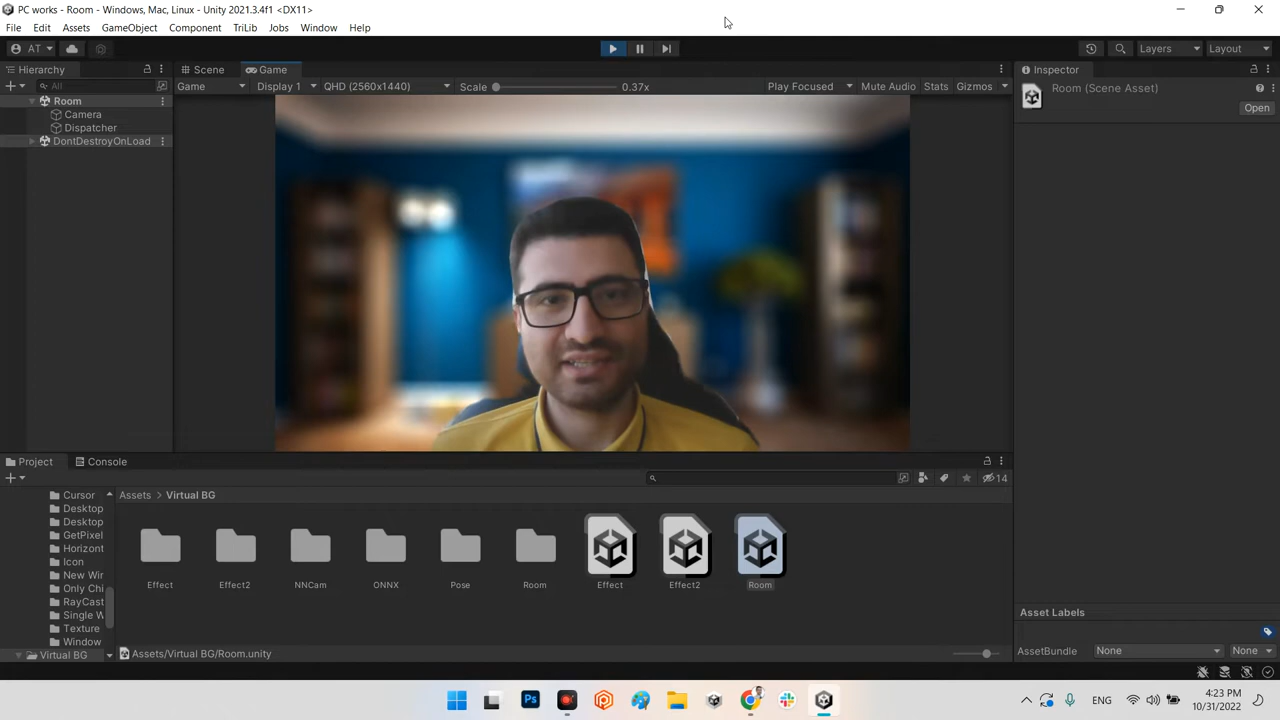 PC works - Room - Windows, Mac, Linux - Unity 2021.3.4f1 <DX11>
File Edit Assets GameObject Component TriLib Jobs Window Help
AT Layers Layout
Hierarchy Scene Game Inspector
All Game Display 1 QHD (2560x1440) Scale 0.37x Play Focused Mute Audio Stats Gizmos
Room (Scene Asset)
Open
Room
Camera
Dispatcher
DontDestroyOnLoad
Project Console
14
Assets > Virtual BG
Cursor
Desktop
Desktop
GetPixel
Horizont
Icon
New Wir
Only Chi
RayCast
Single W
Texture
Window
Virtual BG
Effect Effect2 NNCam ONNX Pose Room Effect Effect2 Room
Assets/Virtual BG/Room.unity
Asset Labels
AssetBundle None None
Ps
ENG
4:23 PM
10/31/2022